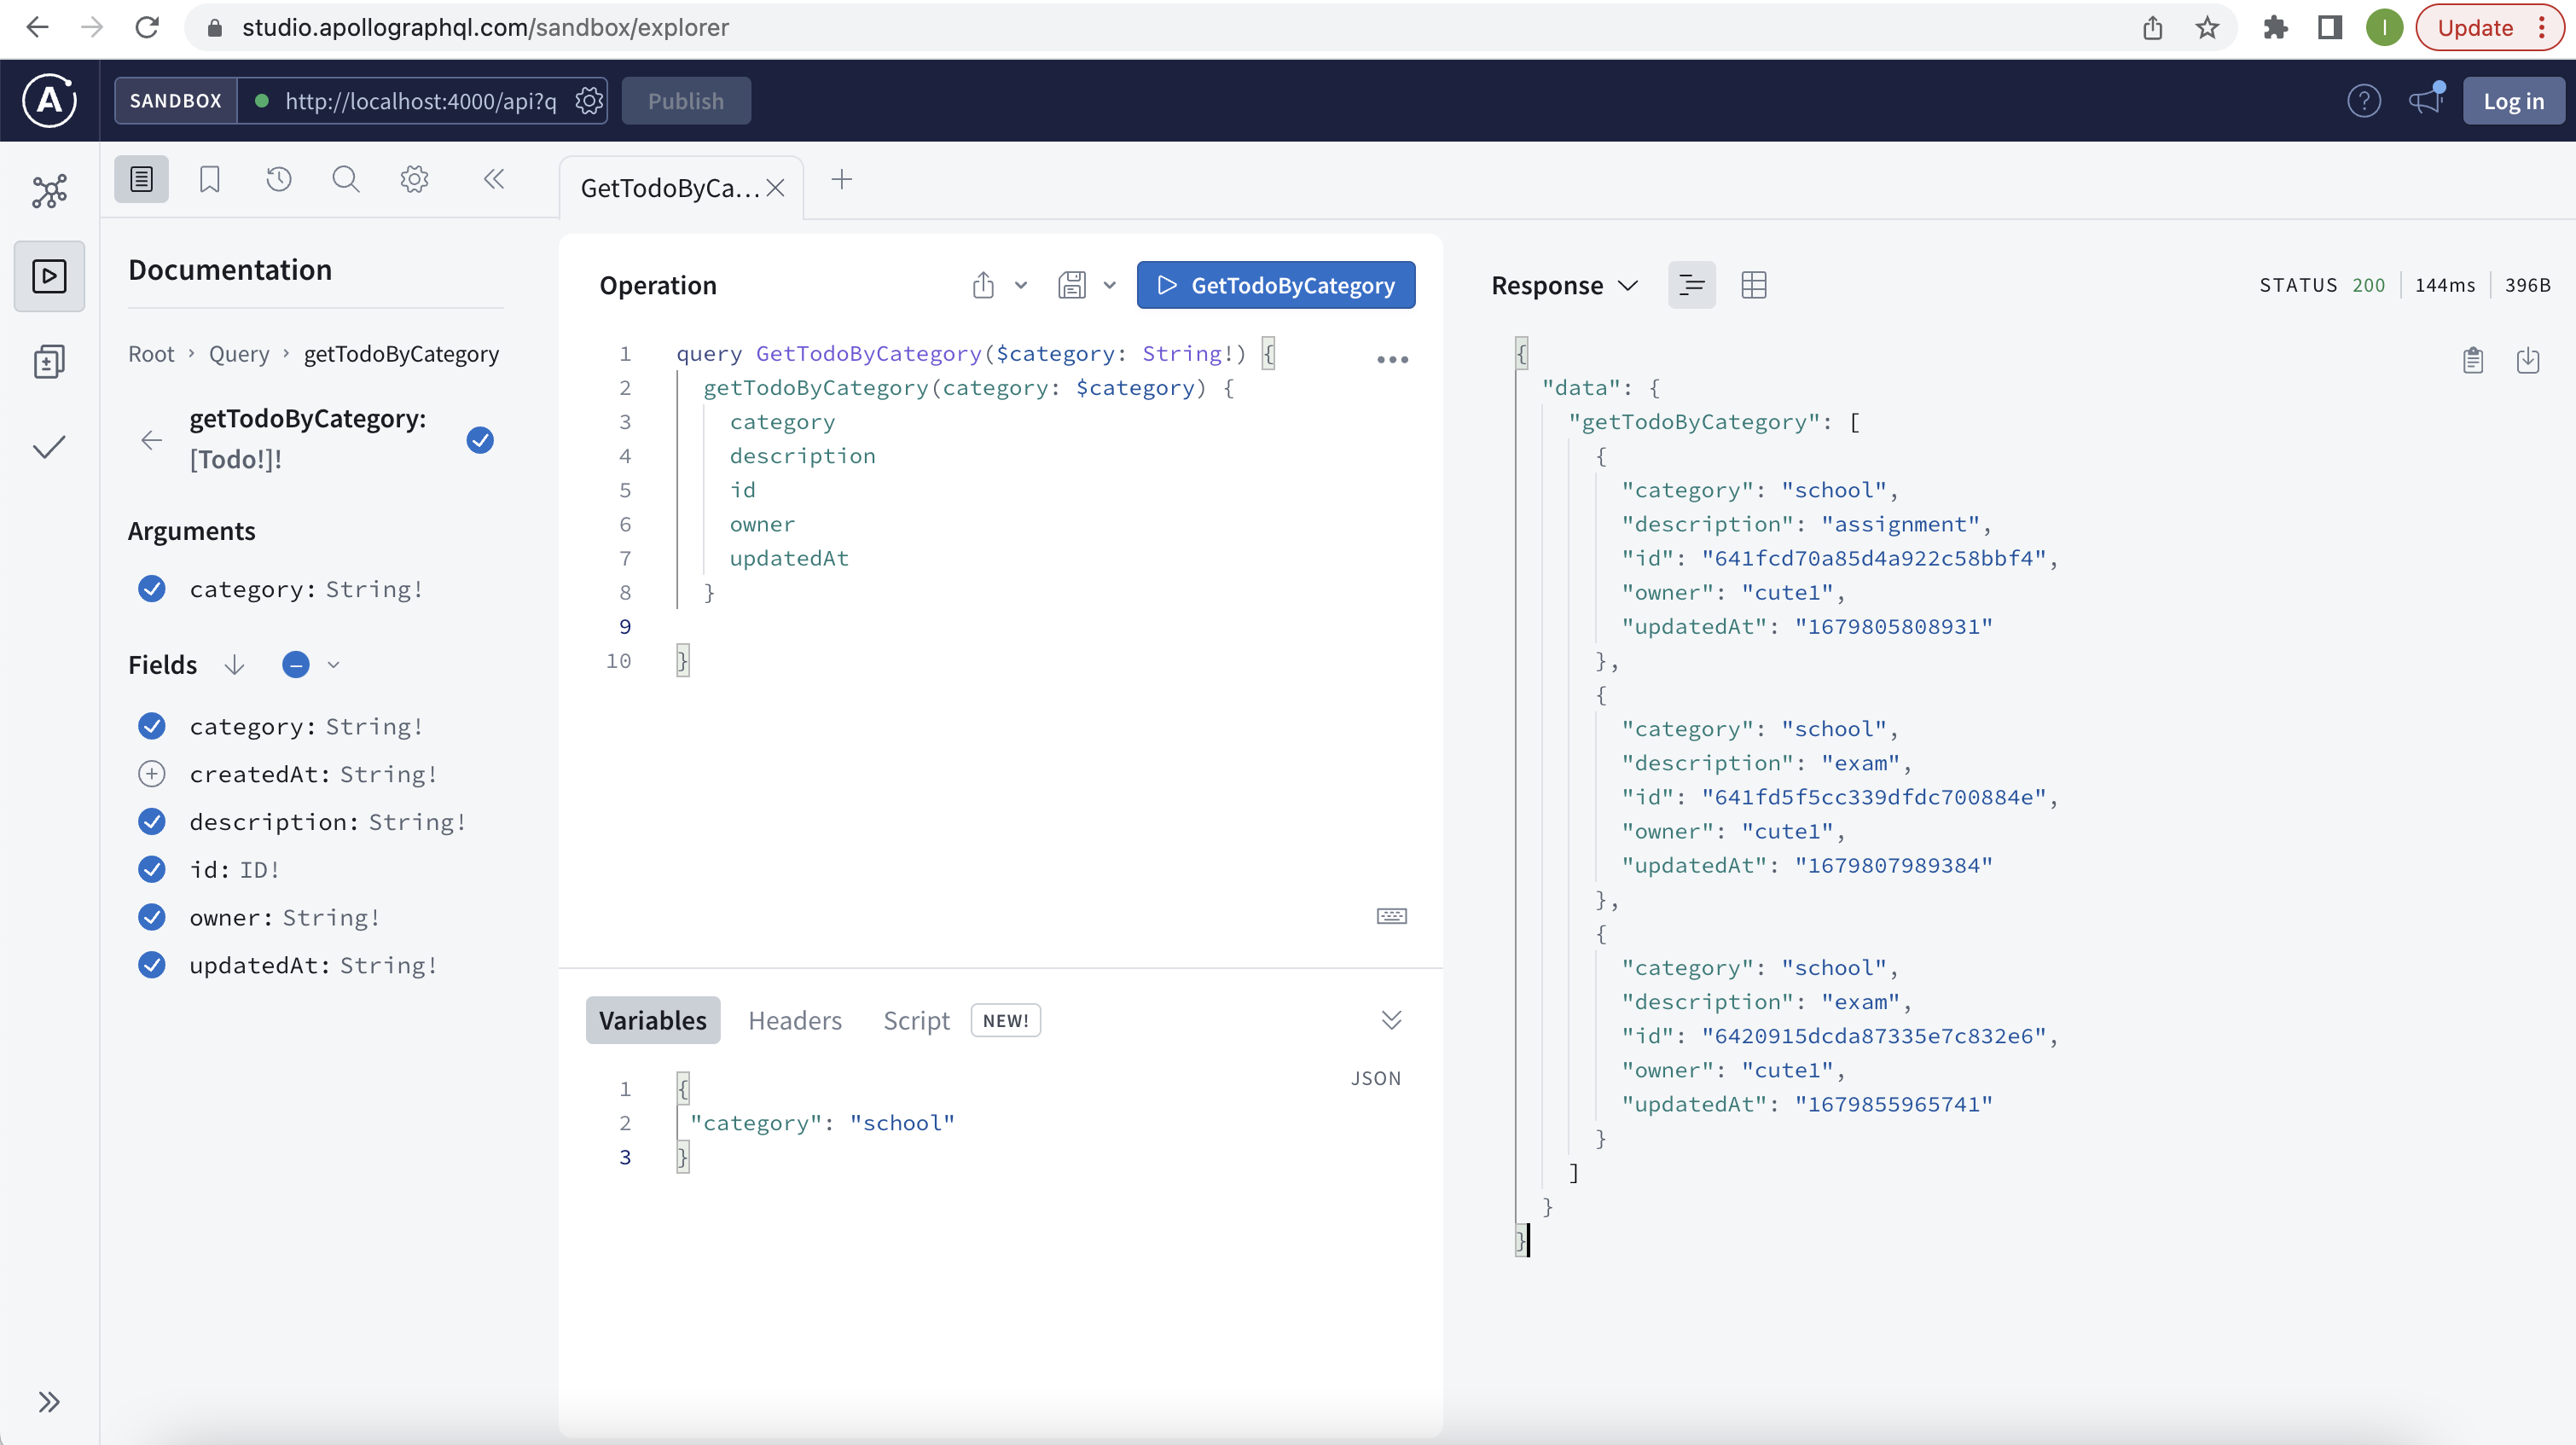 studio.apollographql.com/sandbox/explorer
I
Update
A
SANDBOX
http://localhost:4000/api?q
Publish
?
Log in
GetTodoByCa...
Documentation
Root › Query › getTodoByCategory
getTodoByCategory:
[Todo!]!
Arguments
category: String!
Fields
category: String!
createdAt: String!
description: String!
id: ID!
owner: String!
updatedAt: String!
Operation
GetTodoByCategory
1 query GetTodoByCategory($category: String!) {
2 getTodoByCategory(category: $category) {
3 category
4 description
5 id
6 owner
7 updatedAt
8 }
9
10 }
Variables
Headers
Script
NEW!
JSON
1 {
2 "category": "school"
3 }
Response
STATUS 200
144ms
396B
{
"data": {
"getTodoByCategory": [
{
"category": "school",
"description": "assignment",
"id": "641fcd70a85d4a922c58bbf4",
"owner": "cute1",
"updatedAt": "1679805808931"
},
{
"category": "school",
"description": "exam",
"id": "641fd5f5cc339dfdc700884e",
"owner": "cute1",
"updatedAt": "1679807989384"
},
{
"category": "school",
"description": "exam",
"id": "6420915dcda87335e7c832e6",
"owner": "cute1",
"updatedAt": "1679855965741"
}
]
}
}